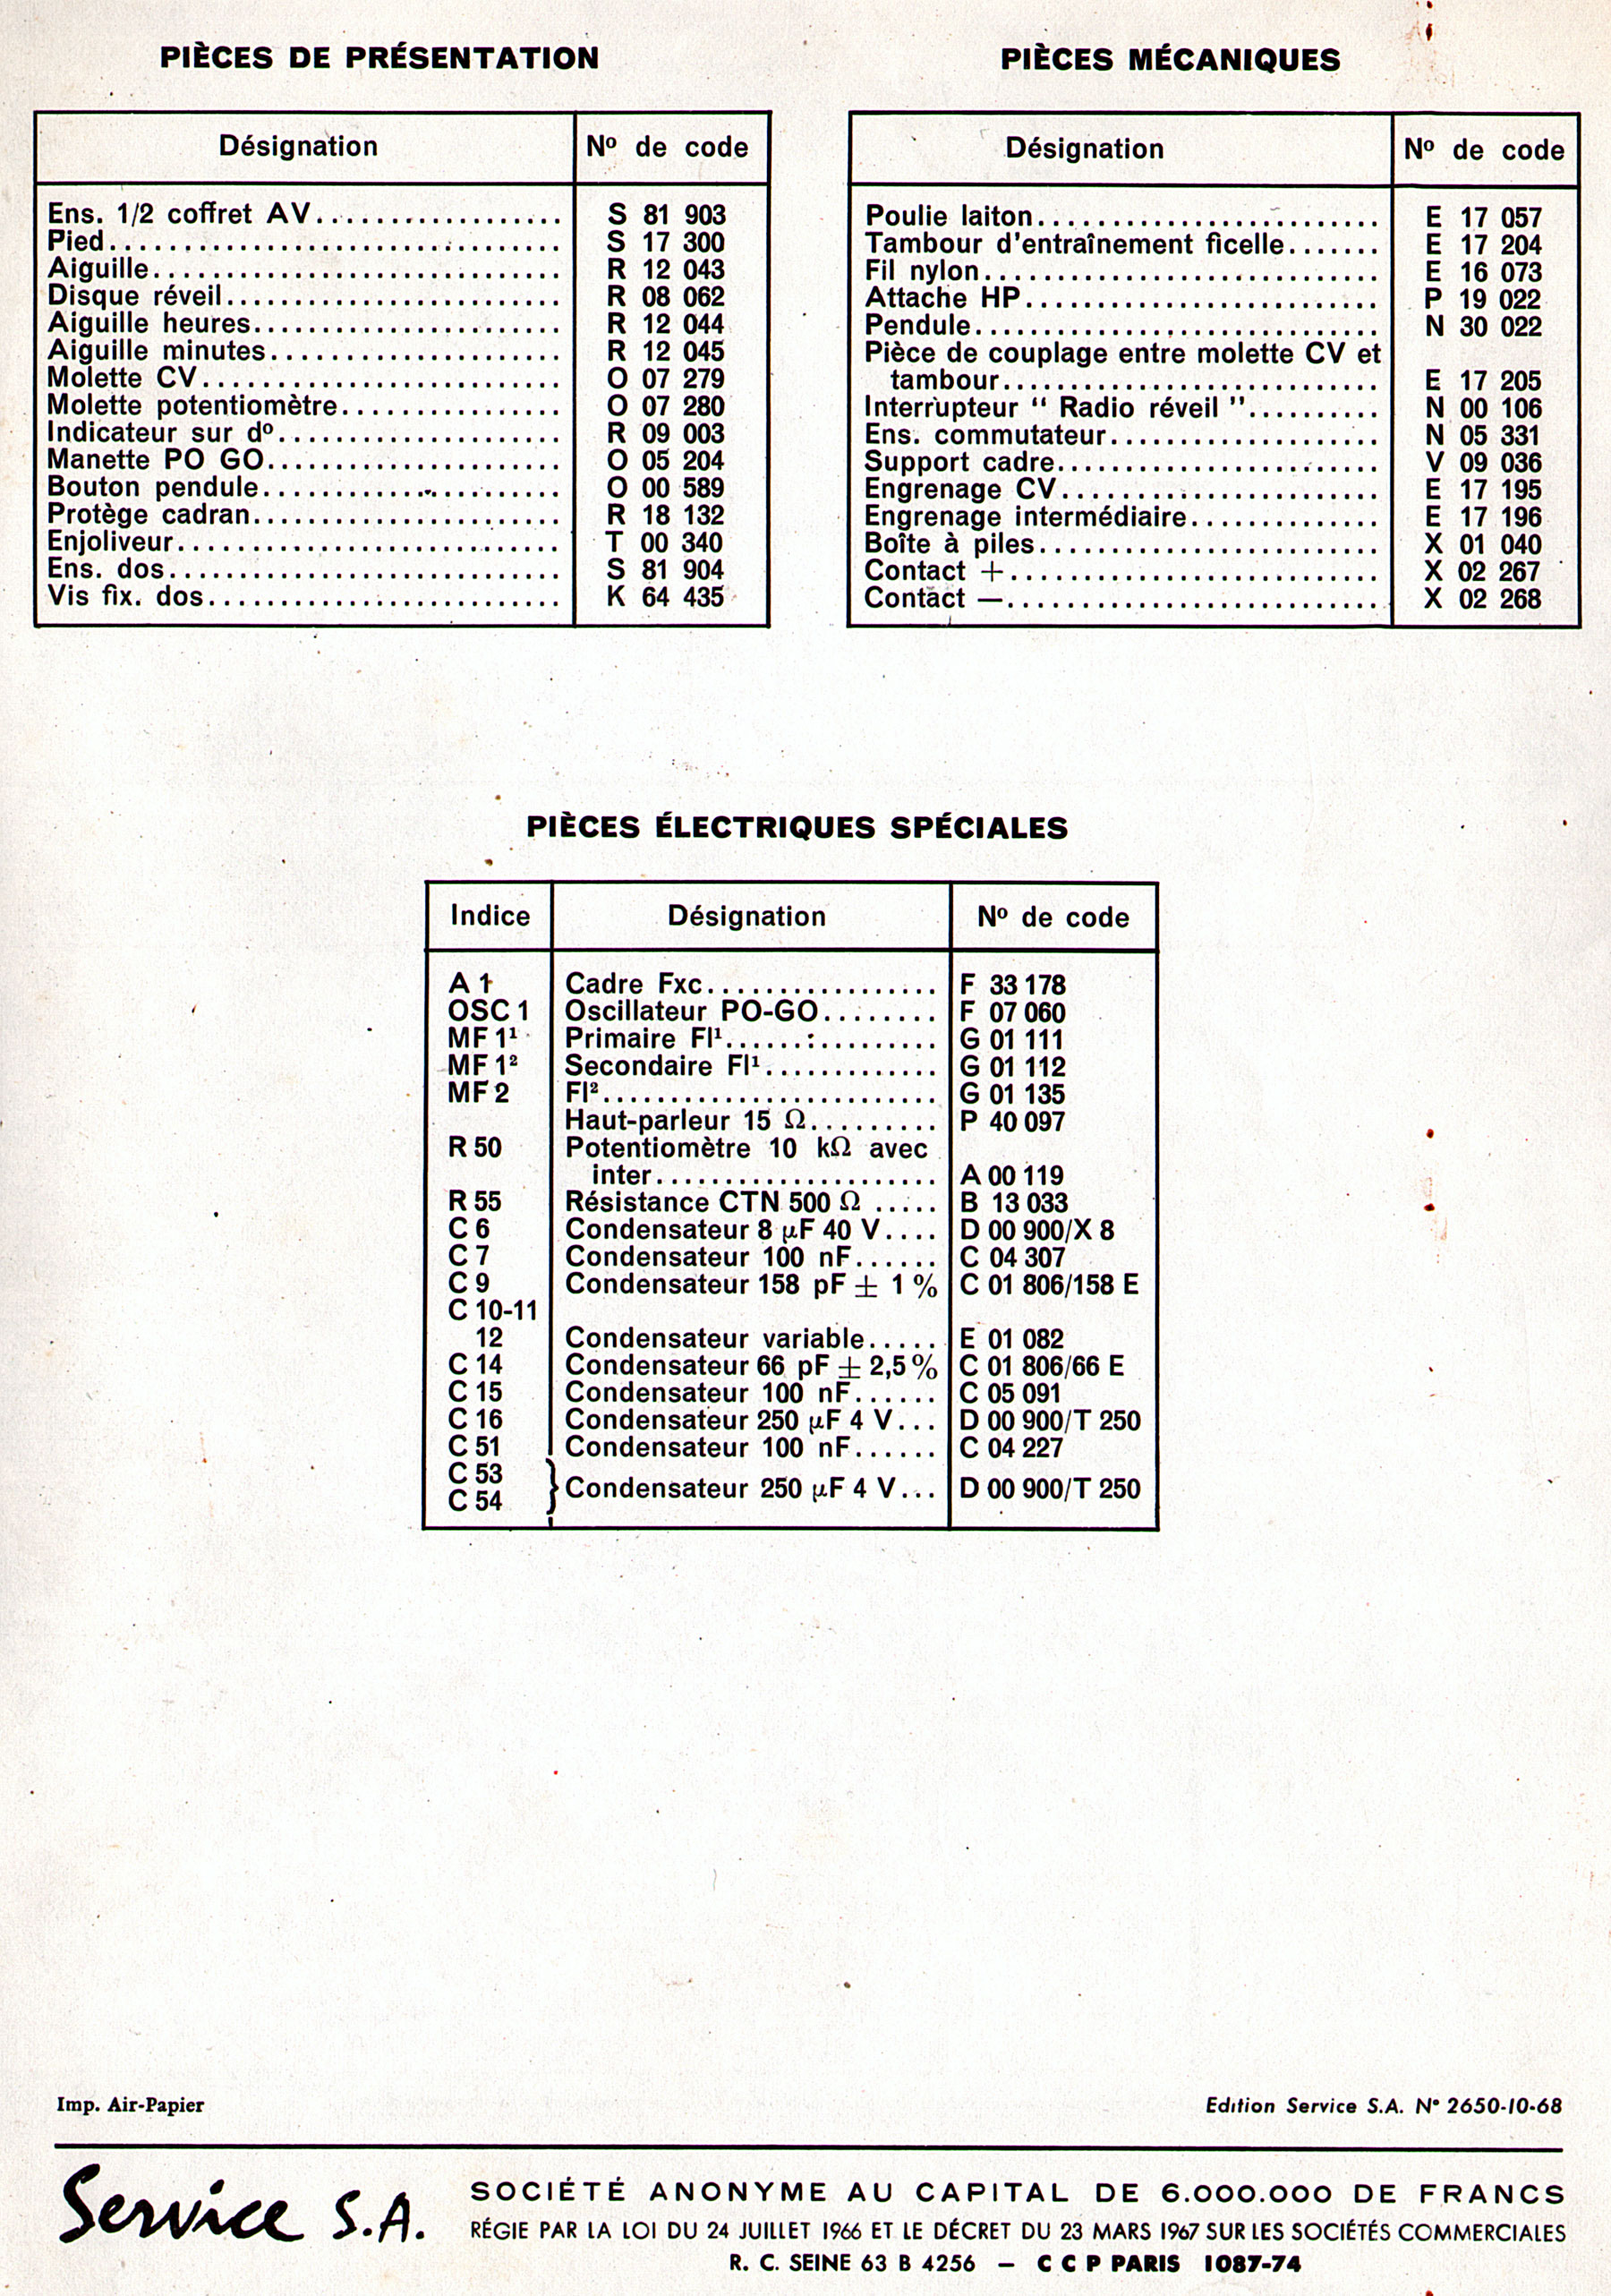 PIÈCES DE PRÉSENTATION
Désignation Nº de code
Ens. 1/2 coffret AV.................. S 81 903
Pied.............................. S 17 300
Aiguille........................... R 12 043
Disque réveil...................... R 08 062
Aiguille heures..................... R 12 044
Aiguille minutes.................... R 12 045
Molette CV........................ O 07 279
Molette potentiomètre............... O 07 280
Indicateur sur dº................... R 09 003
Manette PO GO.................... O 05 204
Bouton pendule.................... O 00 589
Protège cadran..................... R 18 132
Enjoliveur.......................... T 00 340
Ens. dos.......................... S 81 904
Vis fix. dos........................ K 64 435
PIÈCES MÉCANIQUES
Désignation Nº de code
Poulie laiton....................... E 17 057
Tambour d'entraînement ficelle....... E 17 204
Fil nylon.......................... E 16 073
Attache HP........................ P 19 022
Pendule........................... N 30 022
Pièce de couplage entre molette CV et
tambour......................... E 17 205
Interrupteur “ Radio réveil ”.......... N 00 106
Ens. commutateur................... N 05 331
Support cadre...................... V 09 036
Engrenage CV..................... E 17 195
Engrenage intermédiaire............. E 17 196
Boîte à piles....................... X 01 040
Contact +......................... X 02 267
Contact —......................... X 02 268
PIÈCES ÉLECTRIQUES SPÉCIALES
Indice Désignation Nº de code
A 1 Cadre Fxc................. F 33 178
OSC 1 Oscillateur PO-GO........ F 07 060
MF 1¹ Primaire FI¹............... G 01 111
MF 1² Secondaire FI¹............. G 01 112
MF 2 FI²......................... G 01 135
Haut-parleur 15 Ω......... P 40 097
R 50 Potentiomètre 10 kΩ avec
inter..................... A 00 119
R 55 Résistance CTN 500 Ω ..... B 13 033
C 6 Condensateur 8 µF 40 V.... D 00 900/X 8
C 7 Condensateur 100 nF...... C 04 307
C 9 Condensateur 158 pF ± 1 % C 01 806/158 E
C 10-11
12 Condensateur variable..... E 01 082
C 14 Condensateur 66 pF ± 2,5 % C 01 806/66 E
C 15 Condensateur 100 nF...... C 05 091
C 16 Condensateur 250 µF 4 V... D 00 900/T 250
C 51 Condensateur 100 nF...... C 04 227
C 53
C 54 } Condensateur 250 µF 4 V... D 00 900/T 250
Imp. Air-Papier
Edition Service S.A. N° 2650-10-68
Service S.A.
SOCIÉTÉ ANONYME AU CAPITAL DE 6.000.000 DE FRANCS
RÉGIE PAR LA LOI DU 24 JUILLET 1966 ET LE DÉCRET DU 23 MARS 1967 SUR LES SOCIÉTÉS COMMERCIALES
R. C. SEINE 63 B 4256 — C C P PARIS 1087-74